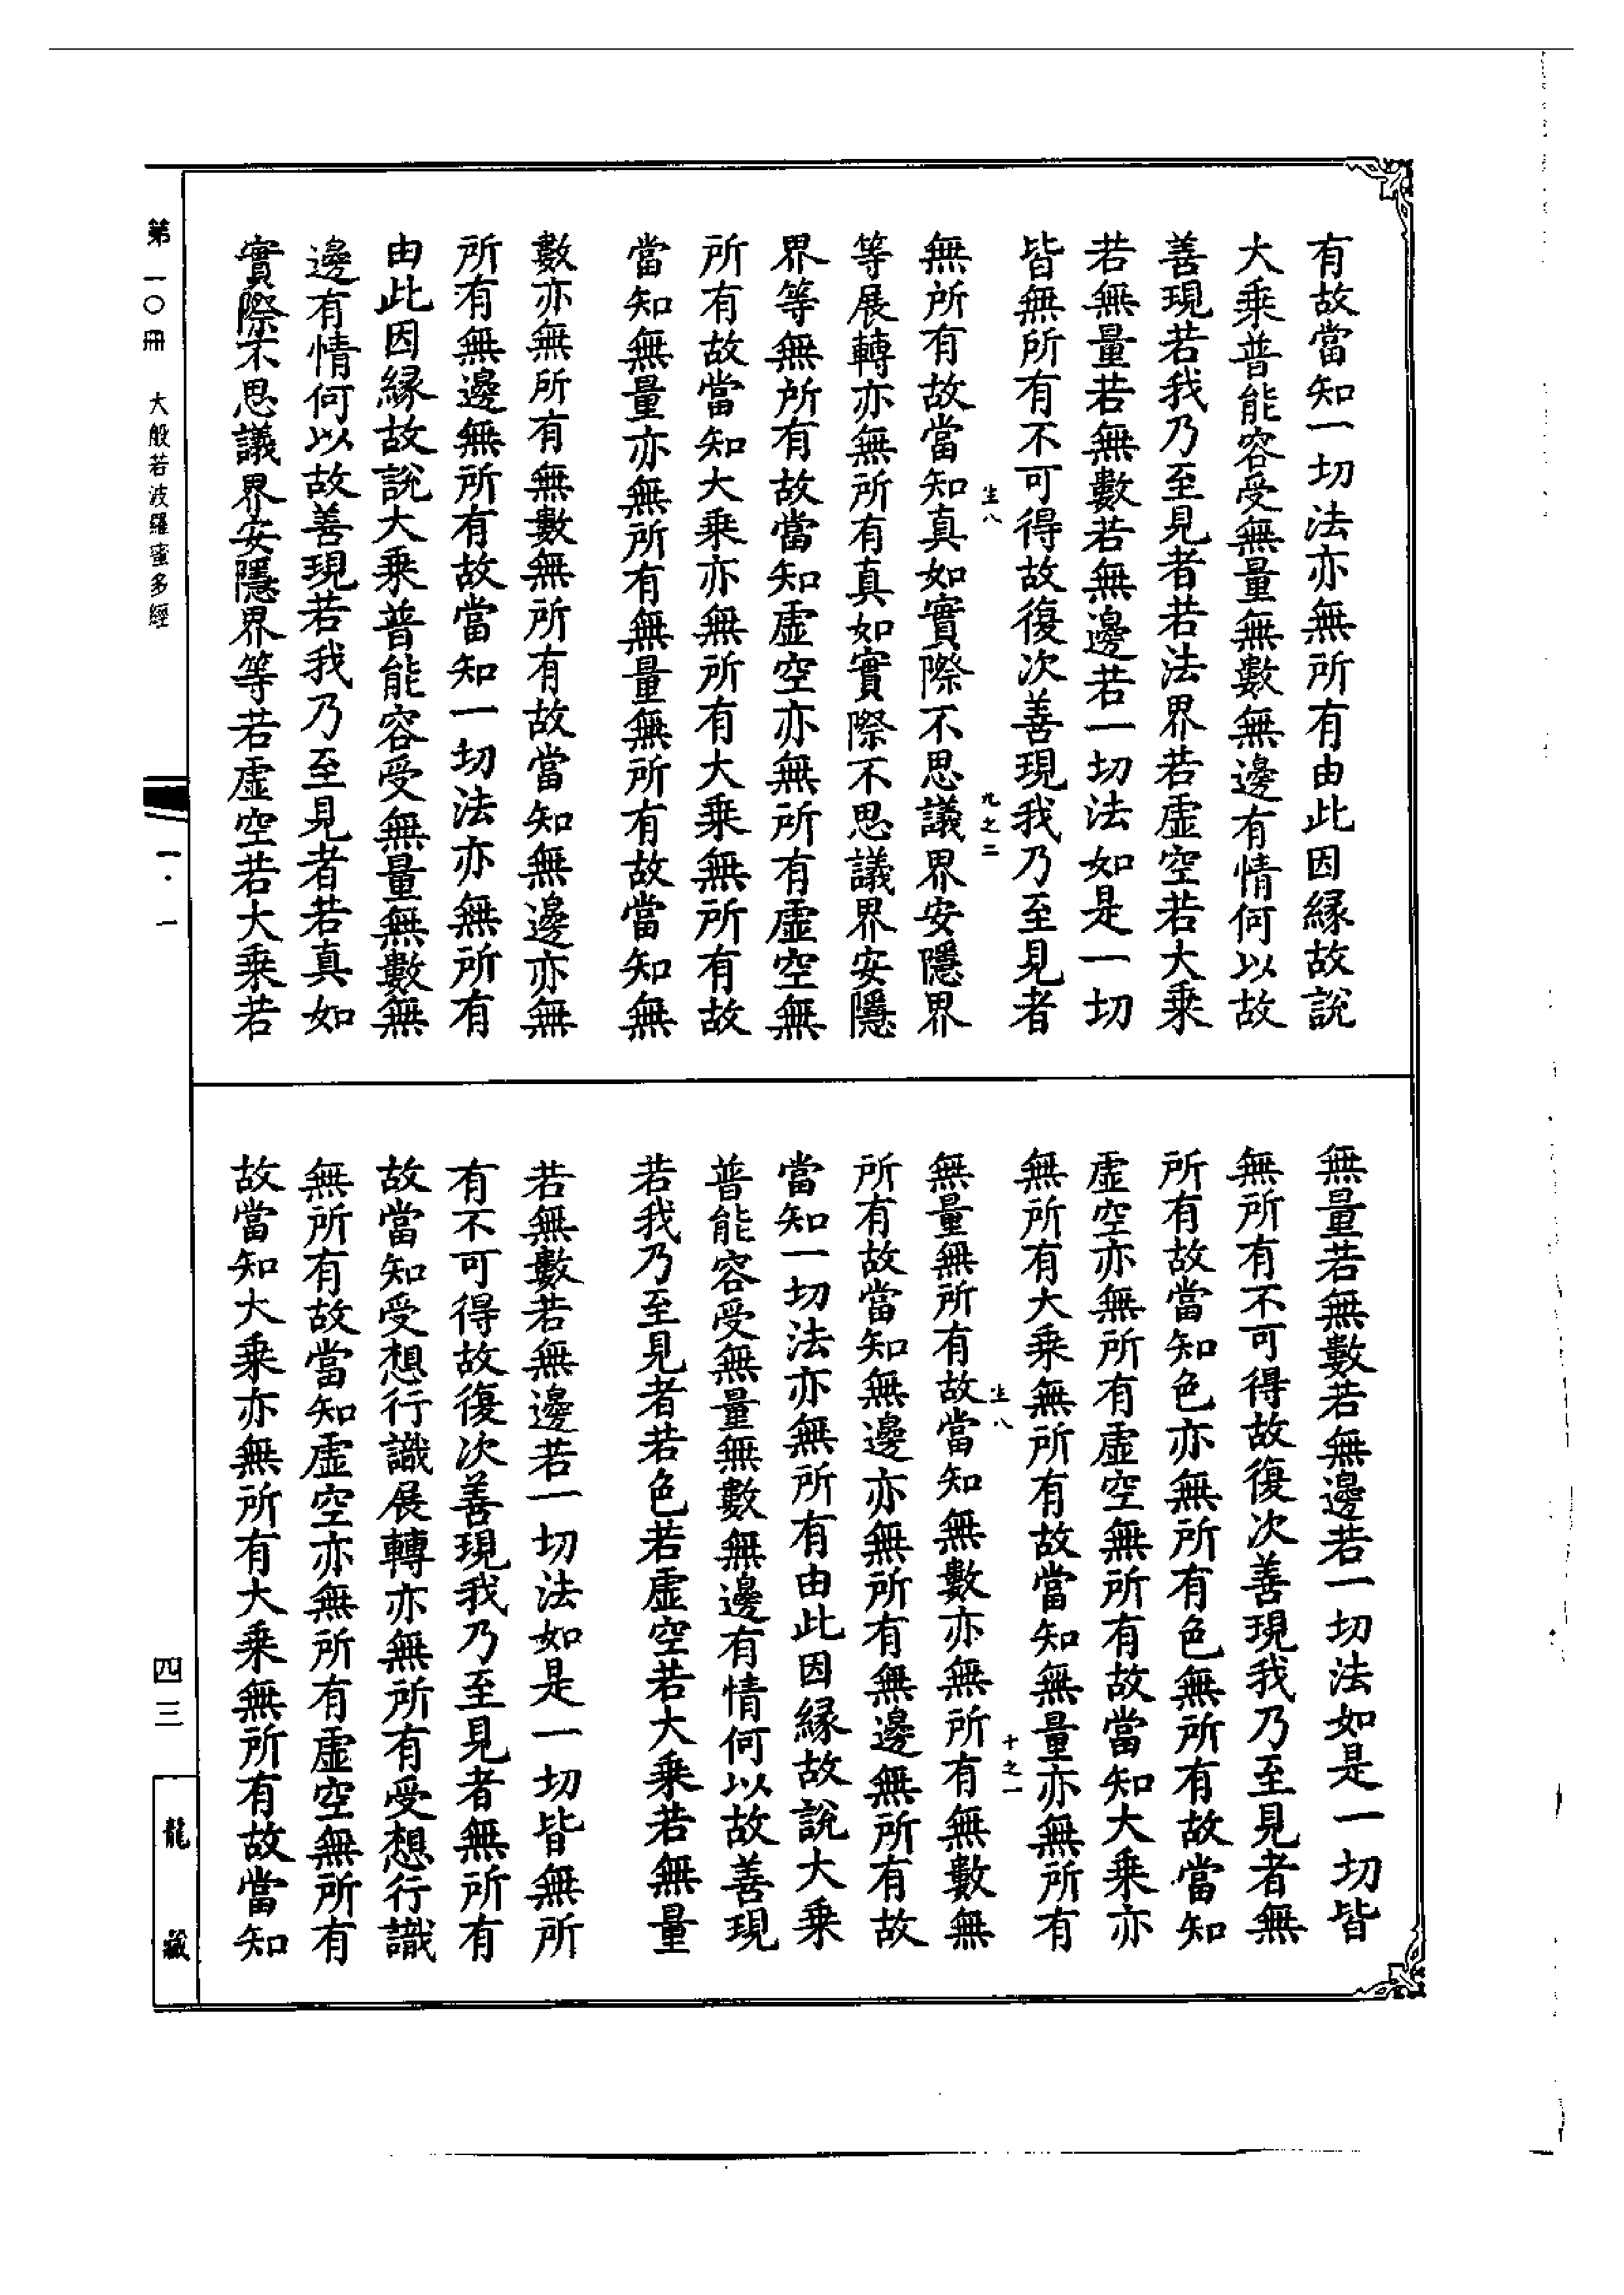 有故當知一切法亦無所有由此因緣故說
大乘普能容受無量無數無邊有情何以故
善現若我乃至見者若法界若虛空若大乘
若無量若無數若無邊若一切法如是一切
皆無所有不可得故復次善現我乃至見者
生八 九之二
無所有故當知真如實際不思議界安隱界
等展轉亦無所有真如實際不思議界安隱
界等無所有故當知虛空亦無所有虛空無
所有故當知大乘亦無所有大乘無所有故
當知無量亦無所有無量無所有故當知無
數亦無所有無數無所有故當知無邊亦無
所有無邊無所有故當知一切法亦無所有
由此因緣故說大乘普能容受無量無數無
邊有情何以故善現若我乃至見者若真如
實際不思議界安隱界等若虛空若大乘若
無量若無數若無邊若一切法如是一切皆
無所有不可得故復次善現我乃至見者無
所有故當知色亦無所有色無所有故當知
虛空亦無所有虛空無所有故當知大乘亦
無所有大乘無所有故當知無量亦無所有
生八 十之一
無量無所有故當知無數亦無所有無數無
所有故當知無邊亦無所有無邊無所有故
當知一切法亦無所有由此因緣故說大乘
普能容受無量無數無邊有情何以故善現
若我乃至見者若色若虛空若大乘若無量
若無數若無邊若一切法如是一切皆無所
有不可得故復次善現我乃至見者無所有
故當知受想行識展轉亦無所有受想行識
無所有故當知虛空亦無所有虛空無所有
故當知大乘亦無所有大乘無所有故當知
第一〇冊 大般若波羅蜜多經
一·一
四三
龍藏